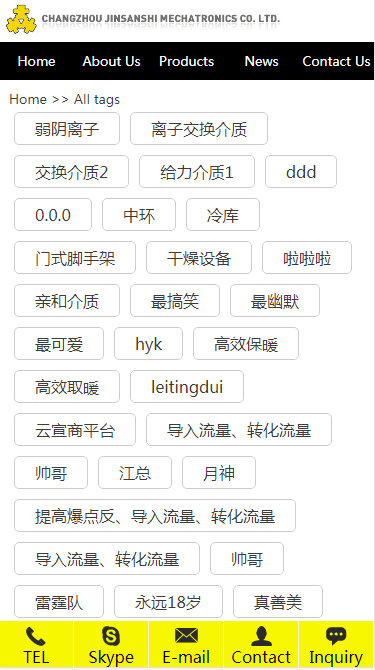 CHANGZHOU JINSANSHI MECHATRONICS CO. LTD.
Home About Us Products News Contact Us
Home >> All tags
弱阴离子 离子交换介质
交换介质2 给力介质1 ddd
0.0.0 中环 冷库
门式脚手架 干燥设备 啦啦啦
亲和介质 最搞笑 最幽默
最可爱 hyk 高效保暖
高效取暖 leitingdui
云宣商平台 导入流量、转化流量
帅哥 江总 月神
提高爆点反、导入流量、转化流量
导入流量、转化流量 帅哥
雷霆队 永远18岁 真善美
TEL Skype E-mail Contact Inquiry